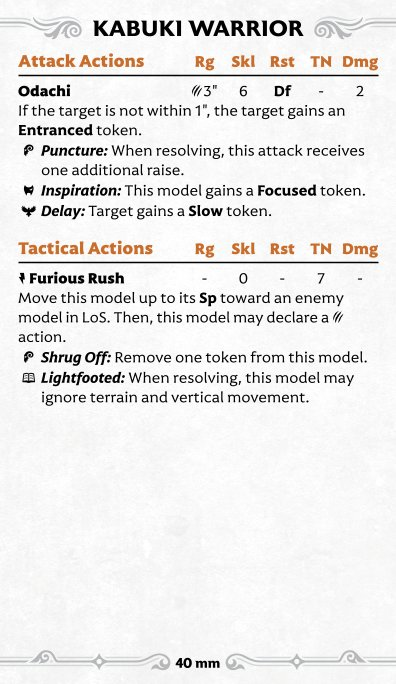 KABUKI WARRIOR
Attack Actions Rg Skl Rst TN Dmg
Odachi 3" 6 Df - 2
If the target is not within 1", the target gains an
Entranced token.
Puncture: When resolving, this attack receives
one additional raise.
Inspiration: This model gains a Focused token.
Delay: Target gains a Slow token.
Tactical Actions Rg Skl Rst TN Dmg
Furious Rush - 0 - 7 -
Move this model up to its Sp toward an enemy
model in LoS. Then, this model may declare a
action.
Shrug Off: Remove one token from this model.
Lightfooted: When resolving, this model may
ignore terrain and vertical movement.
40 mm